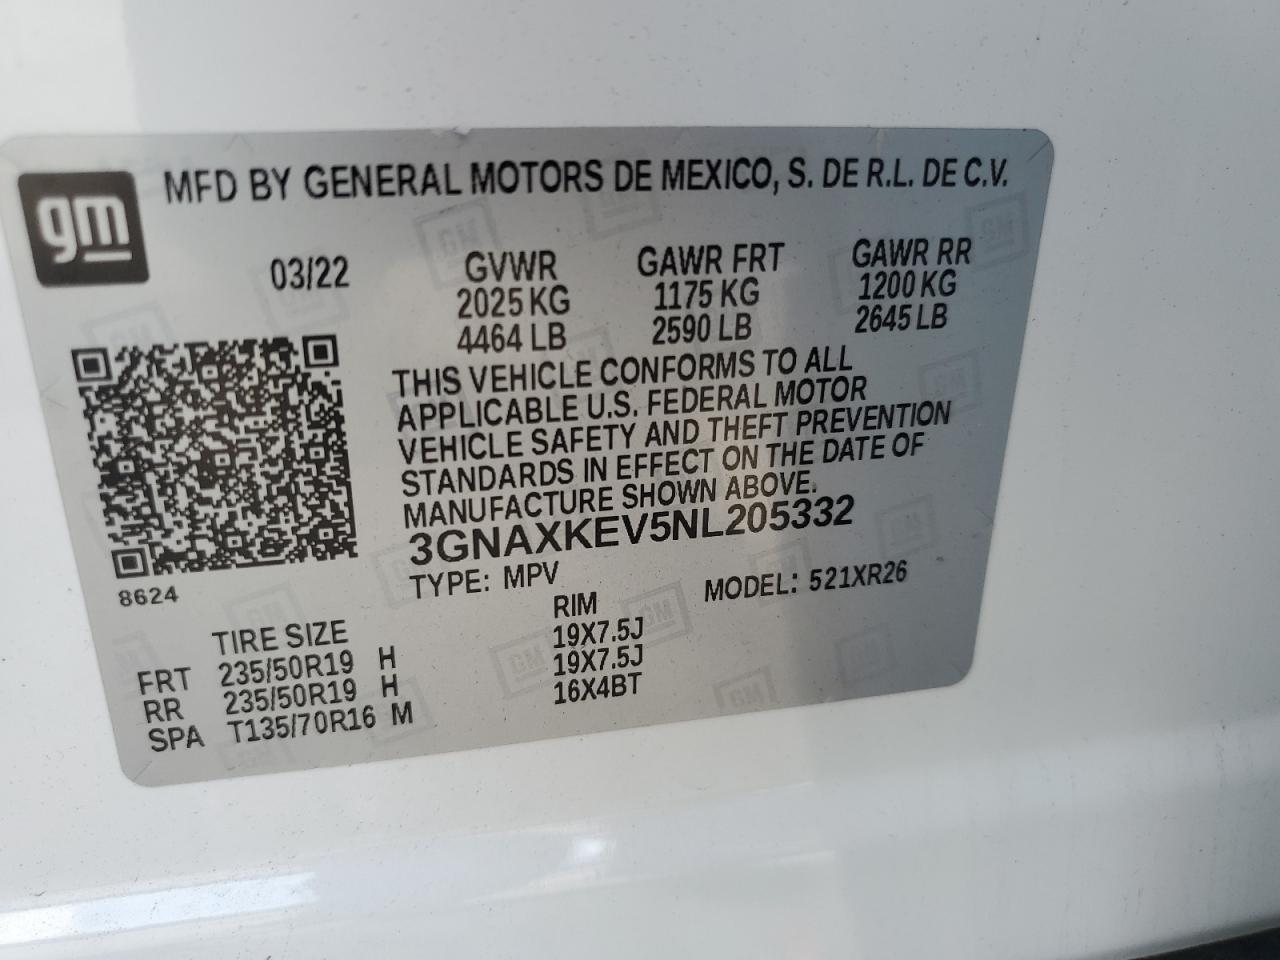 gm
MFD BY GENERAL MOTORS DE MEXICO, S. DE R.L. DE C.V.
03/22 GVWR GAWR FRT GAWR RR
2025 KG 1175 KG 1200 KG
4464 LB 2590 LB 2645 LB
THIS VEHICLE CONFORMS TO ALL
APPLICABLE U.S. FEDERAL MOTOR
VEHICLE SAFETY AND THEFT PREVENTION
STANDARDS IN EFFECT ON THE DATE OF
MANUFACTURE SHOWN ABOVE.
3GNAXKEV5NL205332
8624 TYPE: MPV MODEL: 521XR26
TIRE SIZE RIM
FRT 235/50R19 H 19X7.5J
RR 235/50R19 H 19X7.5J
SPA T135/70R16 M 16X4BT